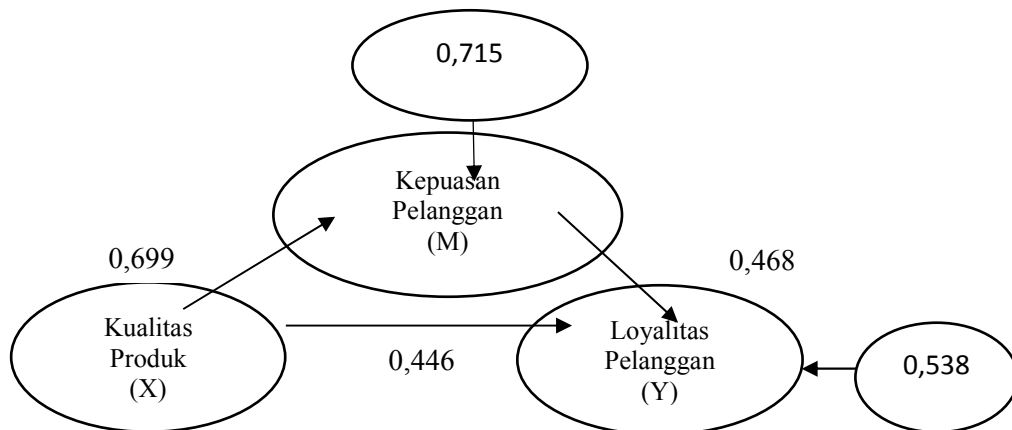 0,715
Kepuasan
Pelanggan
(M)
0,699
0,468
Kualitas
Produk
(X)
0,446
Loyalitas
Pelanggan
(Y)
0,538